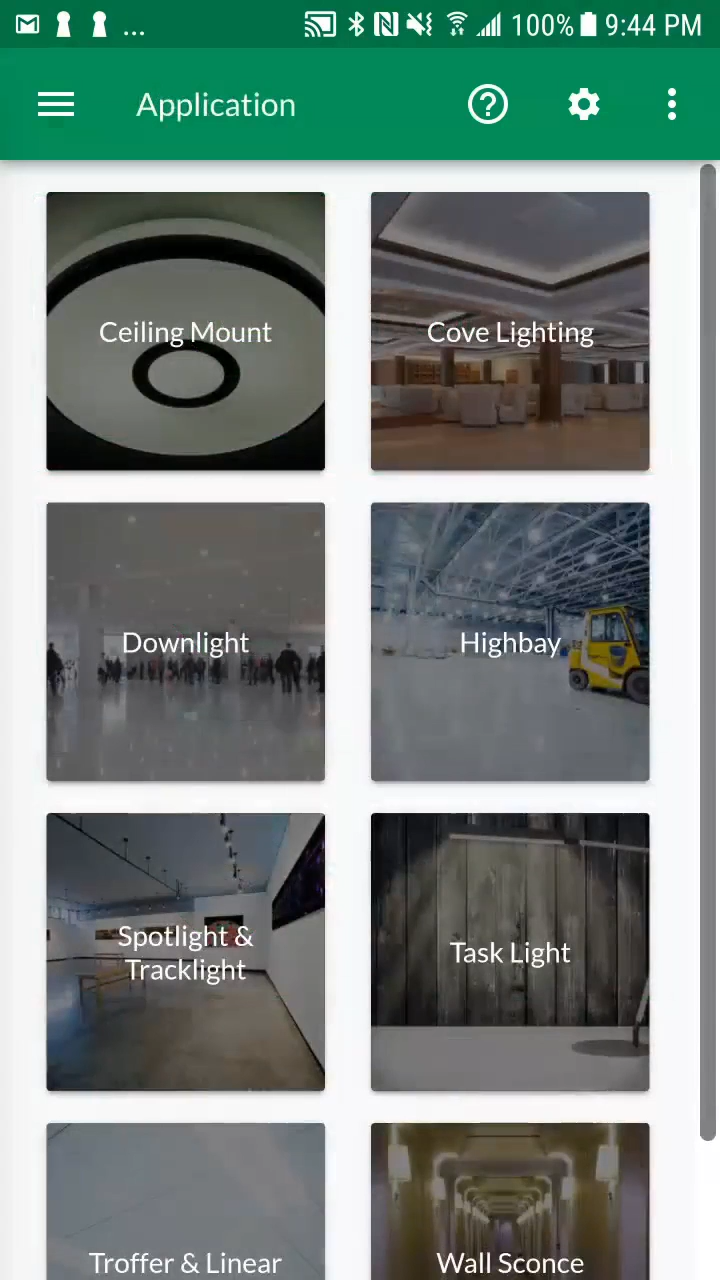 ... 100% 9:44 PM
Application
Ceiling Mount
Cove Lighting
Downlight
Highbay
Spotlight &
Tracklight
Task Light
Troffer & Linear
Wall Sconce